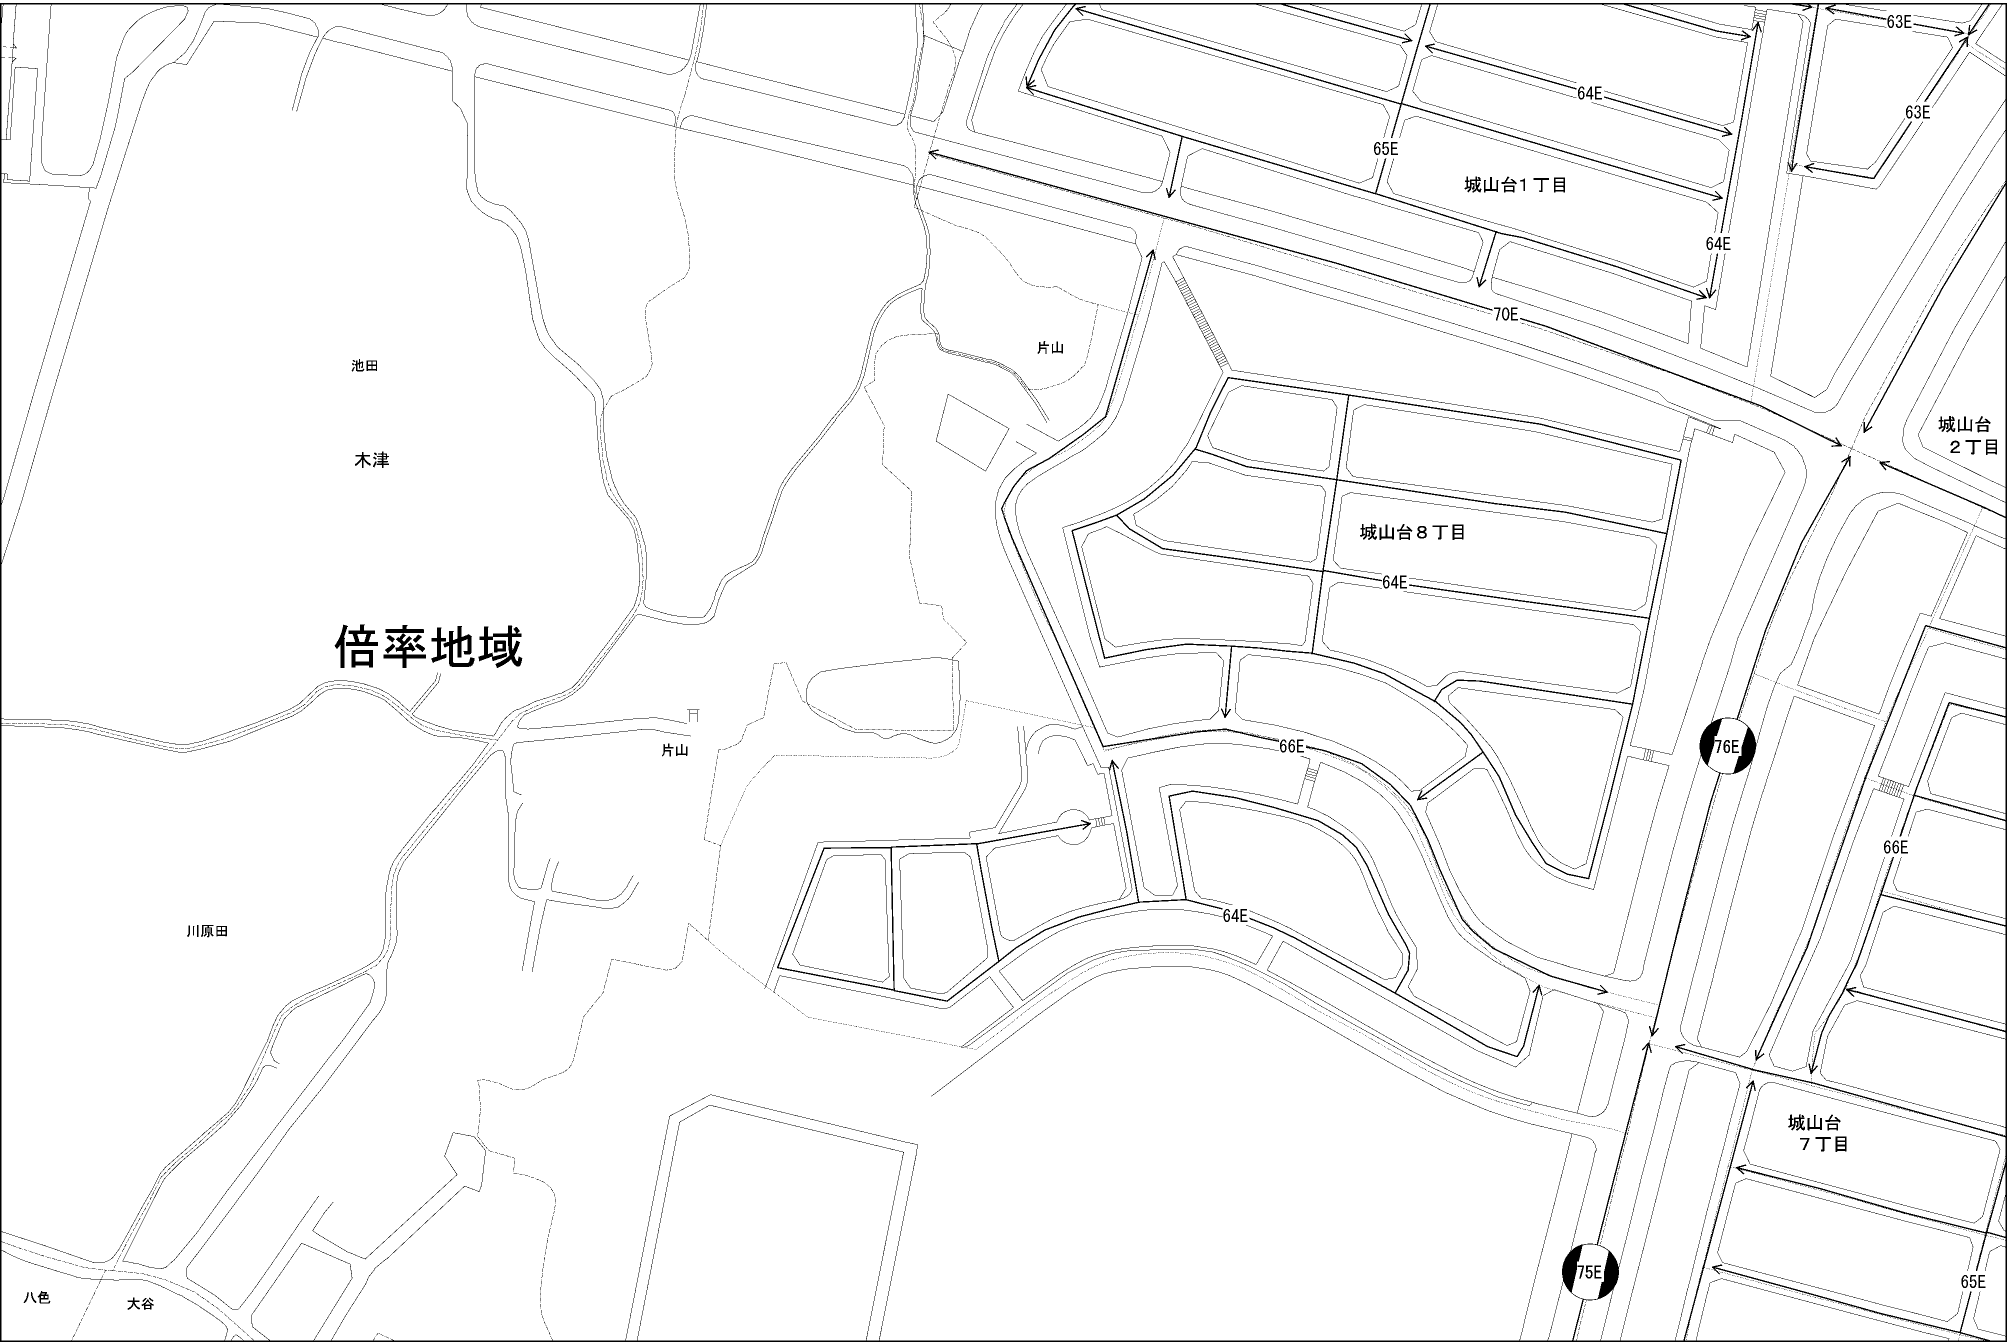 63E
64E
63E
65E
城山台1丁目
64E
70E
片山
池田
城山台
2丁目
木津
城山台8丁目
64E
倍率地域
片山
66E
76E
66E
64E
川原田
城山台
7丁目
75E
65E
八色
大谷